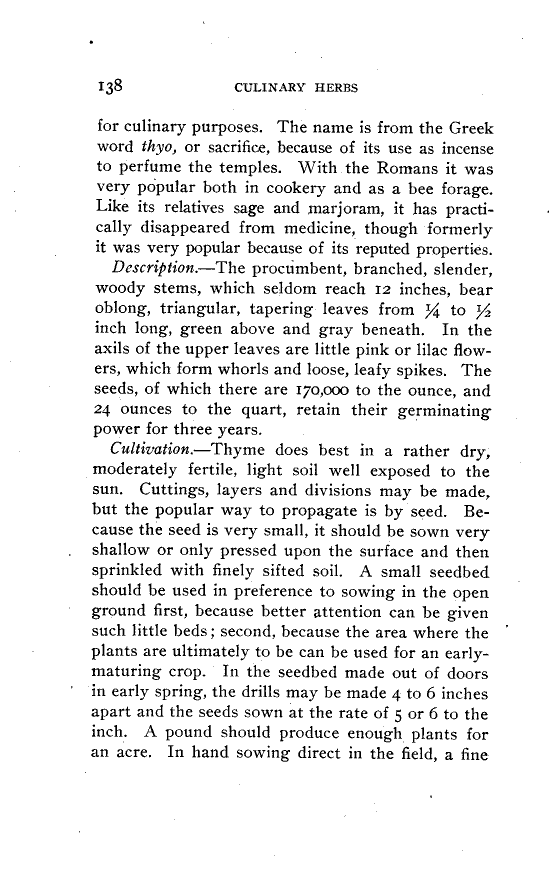 138 CULINARY HERBS
for culinary purposes. The name is from the Greek
word thyo, or sacrifice, because of its use as incense
to perfume the temples. With the Romans it was
very popular both in cookery and as a bee forage.
Like its relatives sage and marjoram, it has practi-
cally disappeared from medicine, though formerly
it was very popular because of its reputed properties.
Description.—The procumbent, branched, slender,
woody stems, which seldom reach 12 inches, bear
oblong, triangular, tapering leaves from ¼ to ½
inch long, green above and gray beneath. In the
axils of the upper leaves are little pink or lilac flow-
ers, which form whorls and loose, leafy spikes. The
seeds, of which there are 170,000 to the ounce, and
24 ounces to the quart, retain their germinating
power for three years.
Cultivation.—Thyme does best in a rather dry,
moderately fertile, light soil well exposed to the
sun. Cuttings, layers and divisions may be made,
but the popular way to propagate is by seed. Be-
cause the seed is very small, it should be sown very
shallow or only pressed upon the surface and then
sprinkled with finely sifted soil. A small seedbed
should be used in preference to sowing in the open
ground first, because better attention can be given
such little beds; second, because the area where the
plants are ultimately to be can be used for an early-
maturing crop. In the seedbed made out of doors
in early spring, the drills may be made 4 to 6 inches
apart and the seeds sown at the rate of 5 or 6 to the
inch. A pound should produce enough plants for
an acre. In hand sowing direct in the field, a fine